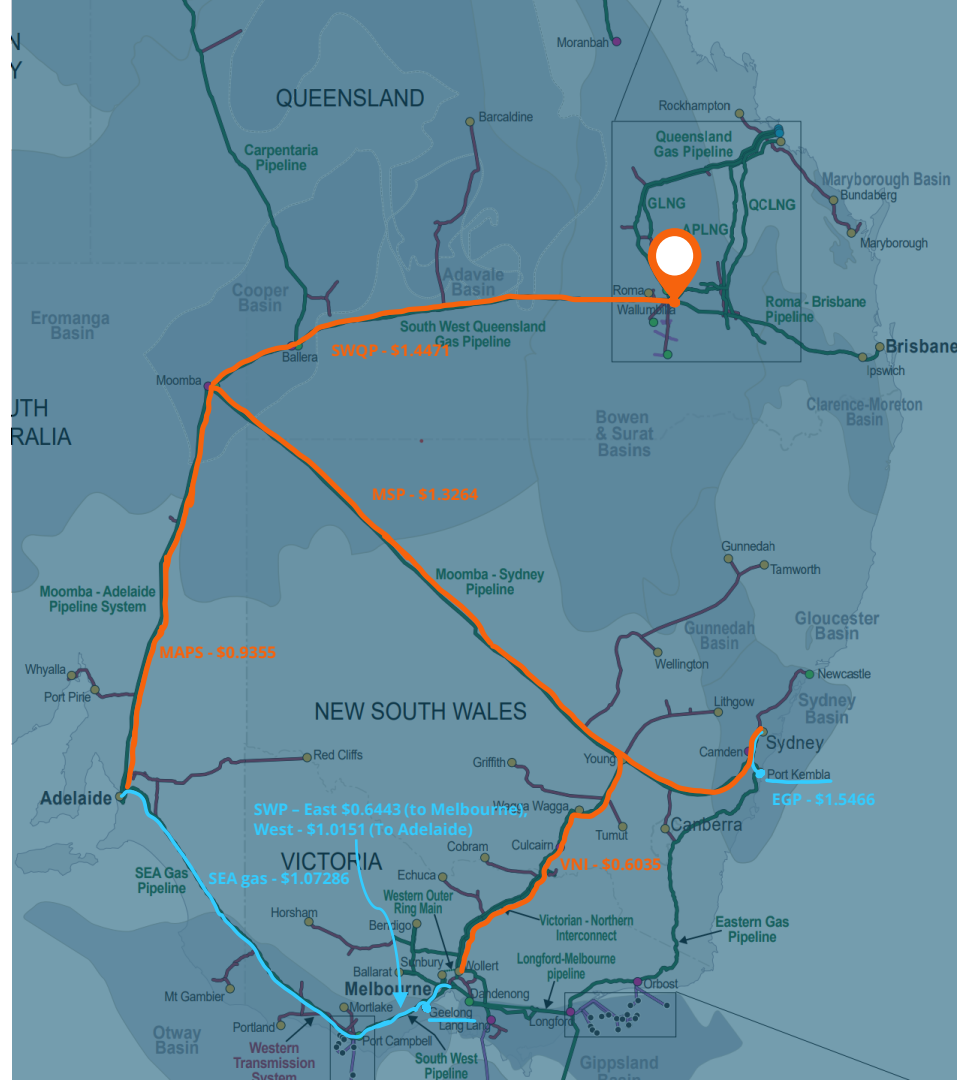 N
Y
Moranbah
QUEENSLAND
Rockhampton
Barcaldine
Queensland
Gas Pipeline
Carpentaria
Pipeline
Maryborough Basin
Bundaberg
GLNG
QCLNG
APLNG
Maryborough
Adavale
Basin
Cooper
Basin
Roma
Wallumbilla
Roma - Brisbane
Pipeline
Eromanga
Basin
South West Queensland
Gas Pipeline
Brisbane
SWQP - $1.4471
Ballera
Ipswich
Moomba
UTH
RALIA
Clarence-Moreton
Basin
Bowen
& Surat
Basins
MSP - $1.3264
Gunnedah
Tamworth
Moomba - Sydney
Pipeline
Moomba - Adelaide
Pipeline System
Gloucester
Basin
Gunnedah
Basin
MAPS - $0.9355
Wellington
Whyalla
Port Pirie
Newcastle
Lithgow
Sydney
Basin
NEW SOUTH WALES
Sydney
Camden
Red Cliffs
Griffith
Young
Port Kembla
Adelaide
EGP - $1.5466
SWP – East $0.6443 (to Melbourne),
West - $1.0151 (To Adelaide)
Wagga Wagga
Tumut
Canberra
Culcairn
Cobram
VICTORIA
VNI - $0.6035
SEA Gas
Pipeline
SEA gas - $1.07286
Echuca
Western Outer
Ring Main
Horsham
Bendigo
Victorian - Northern
Interconnect
Eastern Gas
Pipeline
Sunbury
Wollert
Longford-Melbourne
pipeline
Ballarat
Melbourne
Orbost
Mt Gambier
Dandenong
Mortlake
Geelong
Lang Lang
Longford
Portland
Otway
Basin
Port Campbell
Western
Transmission
System
South West
Pipeline
Gippsland
Basin